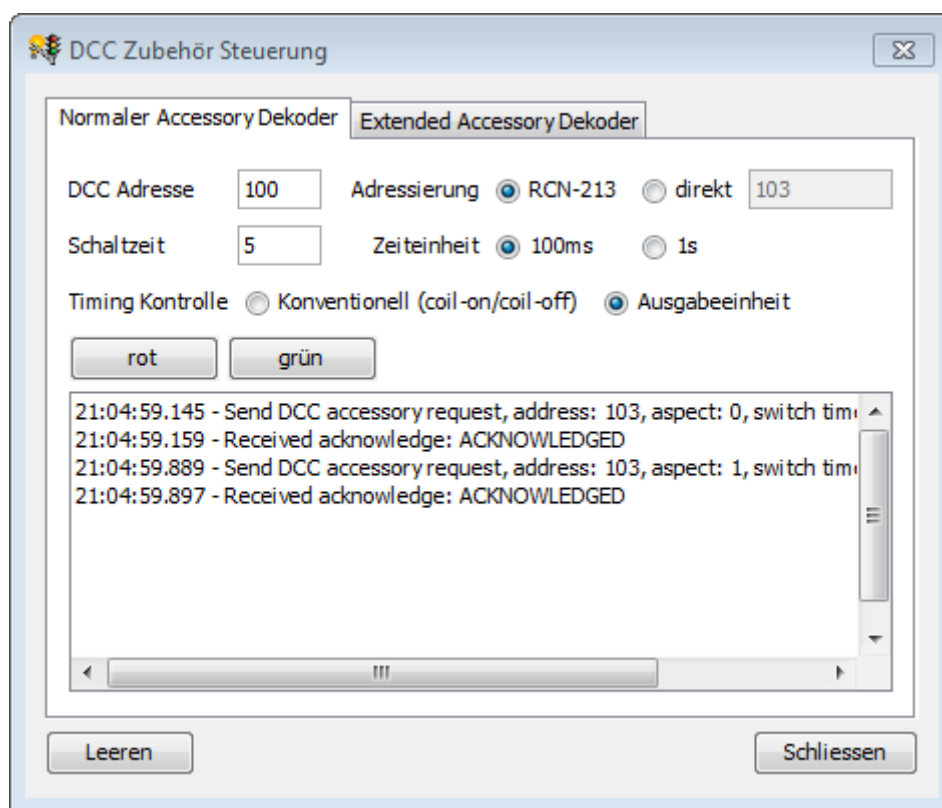 DCC Zubehör Steuerung
Normaler Accessory Dekoder Extended Accessory Dekoder
DCC Adresse 100 Adressierung RCN-213 direkt 103
Schaltzeit 5 Zeiteinheit 100ms 1s
Timing Kontrolle Konventionell (coil-on/coil-off) Ausgabeeinheit
rot grün
21:04:59.145 - Send DCC accessory request, address: 103, aspect: 0, switch
21:04:59.159 - Received acknowledge: ACKNOWLEDGED
21:04:59.889 - Send DCC accessory request, address: 103, aspect: 1, switch
21:04:59.897 - Received acknowledge: ACKNOWLEDGED
Leeren Schliessen